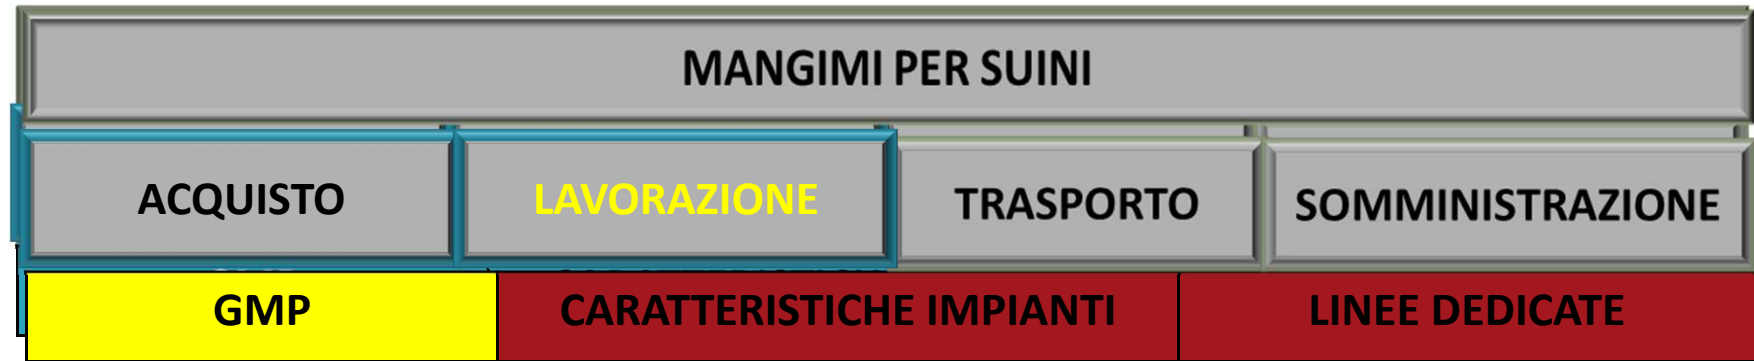 MANGIMI PER SUINI
ACQUISTO LAVORAZIONE TRASPORTO SOMMINISTRAZIONE
GMP CARATTERISTICHE IMPIANTI LINEE DEDICATE